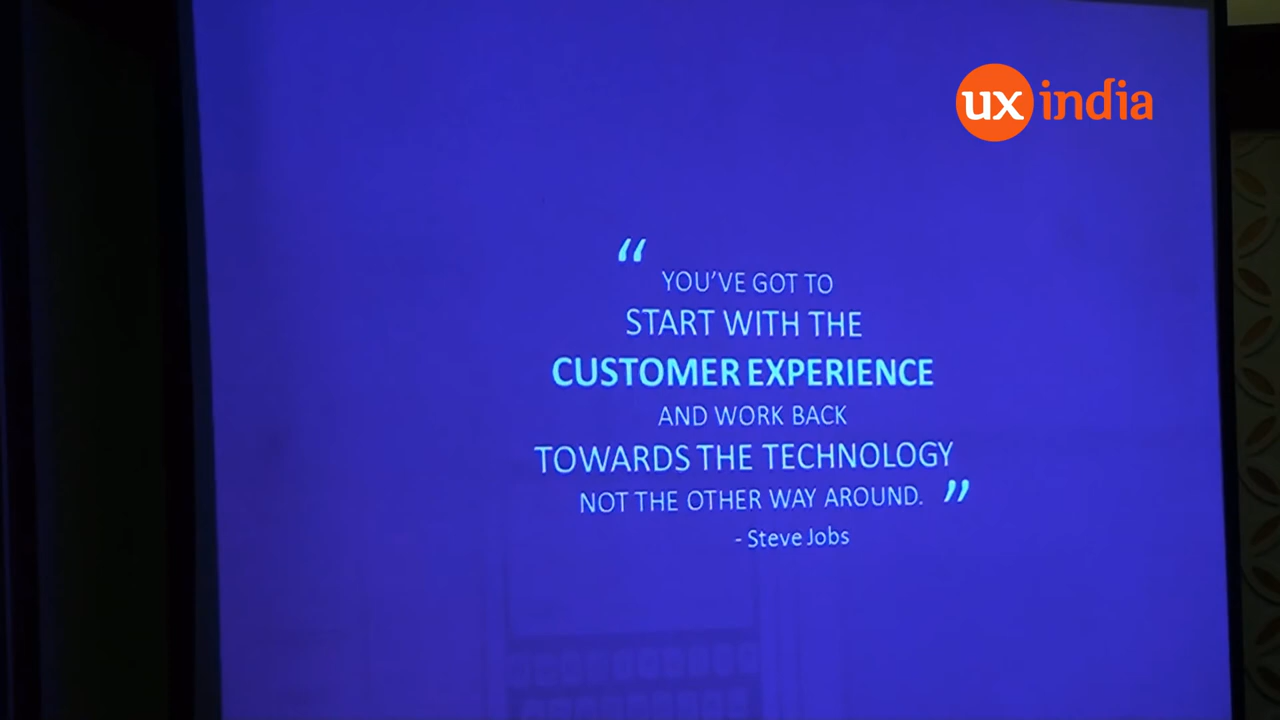 ux india
“
YOU’VE GOT TO
START WITH THE
CUSTOMER EXPERIENCE
AND WORK BACK
TOWARDS THE TECHNOLOGY
NOT THE OTHER WAY AROUND. ”
- Steve Jobs